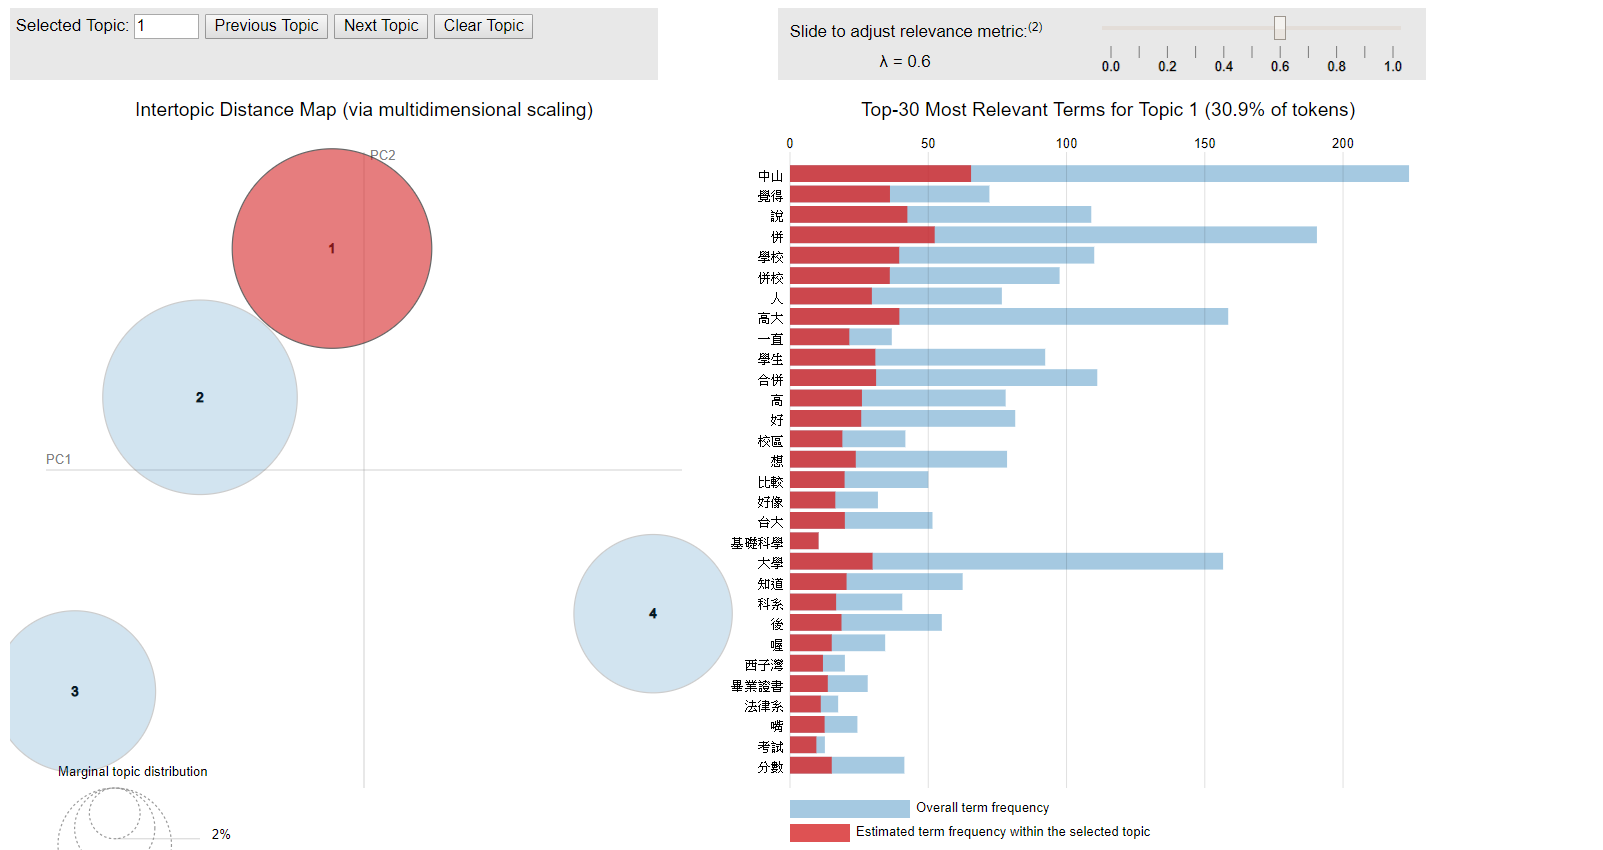 Selected Topic: 1 Previous Topic Next Topic Clear Topic
Slide to adjust relevance metric:(2)
λ = 0.6
0.0 0.2 0.4 0.6 0.8 1.0
Intertopic Distance Map (via multidimensional scaling)
PC2
1
2
PC1
4
3
Marginal topic distribution
2%
Top-30 Most Relevant Terms for Topic 1 (30.9% of tokens)
0 50 100 150 200
中山
覺得
說
併
學校
併校
人
高大
一直
學生
合併
高
好
校區
想
比較
好像
台大
基礎科學
大學
知道
科系
後
喔
西子灣
畢業證書
法律系
嘴
考試
分數
Overall term frequency
Estimated term frequency within the selected topic